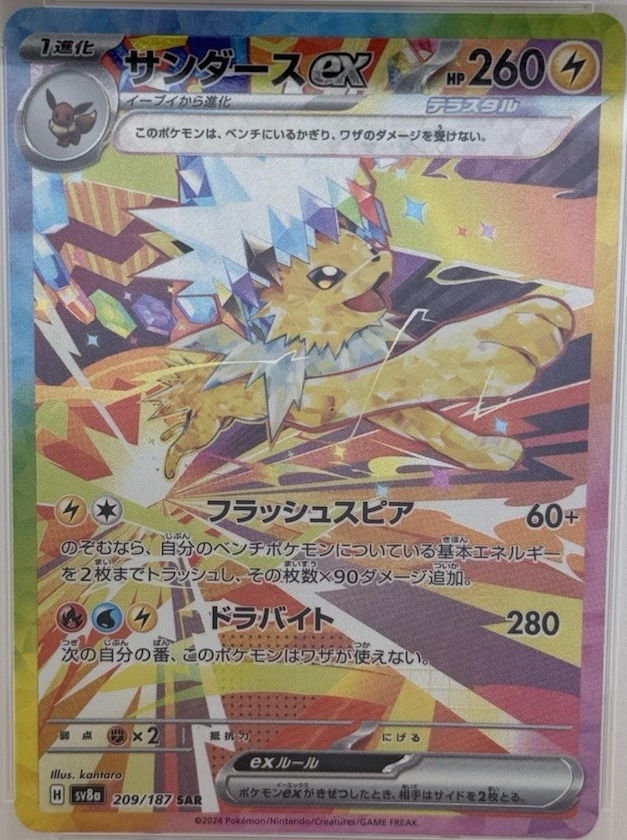 1進化
サンダースex
HP260
イーブイから進化
テラスタル
このポケモンは、ベンチにいるかぎり、ワザのダメージを受けない。
フラッシュスピア 60+
のぞむなら、自分のベンチポケモンについている基本エネルギー
を2枚までトラッシュし、その枚数×90ダメージ追加。
ドラバイト 280
次の自分の番、このポケモンはワザが使えない。
弱点 ×2 抵抗力 にげる
exルール
ポケモンexがきぜつしたとき、相手はサイドを2枚とる。
Illus. kantaro
H sv8a 209/187 SAR
©2024 Pokémon/Nintendo/Creatures/GAME FREAK.